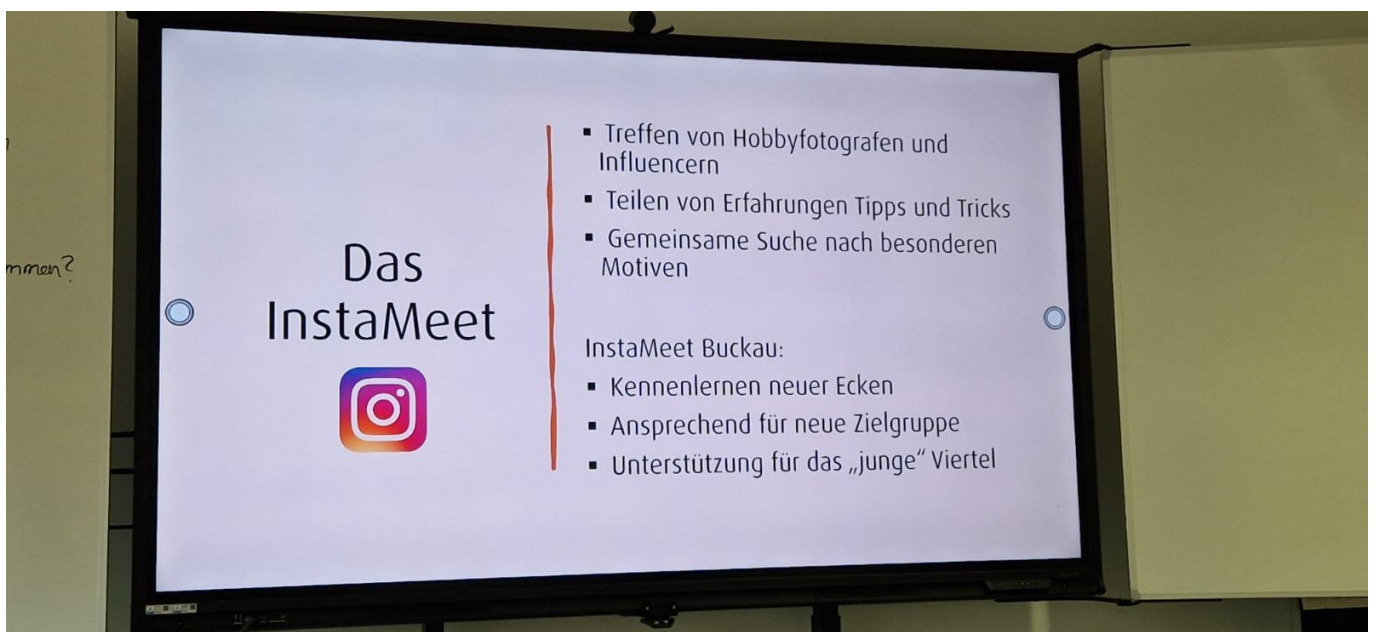 Das
InstaMeet
▪ Treffen von Hobbyfotografen und
Influencern
▪ Teilen von Erfahrungen Tipps und Tricks
▪ Gemeinsame Suche nach besonderen
Motiven
InstaMeet Buckau:
▪ Kennenlernen neuer Ecken
▪ Ansprechend für neue Zielgruppe
▪ Unterstützung für das „junge“ Viertel
mmen?